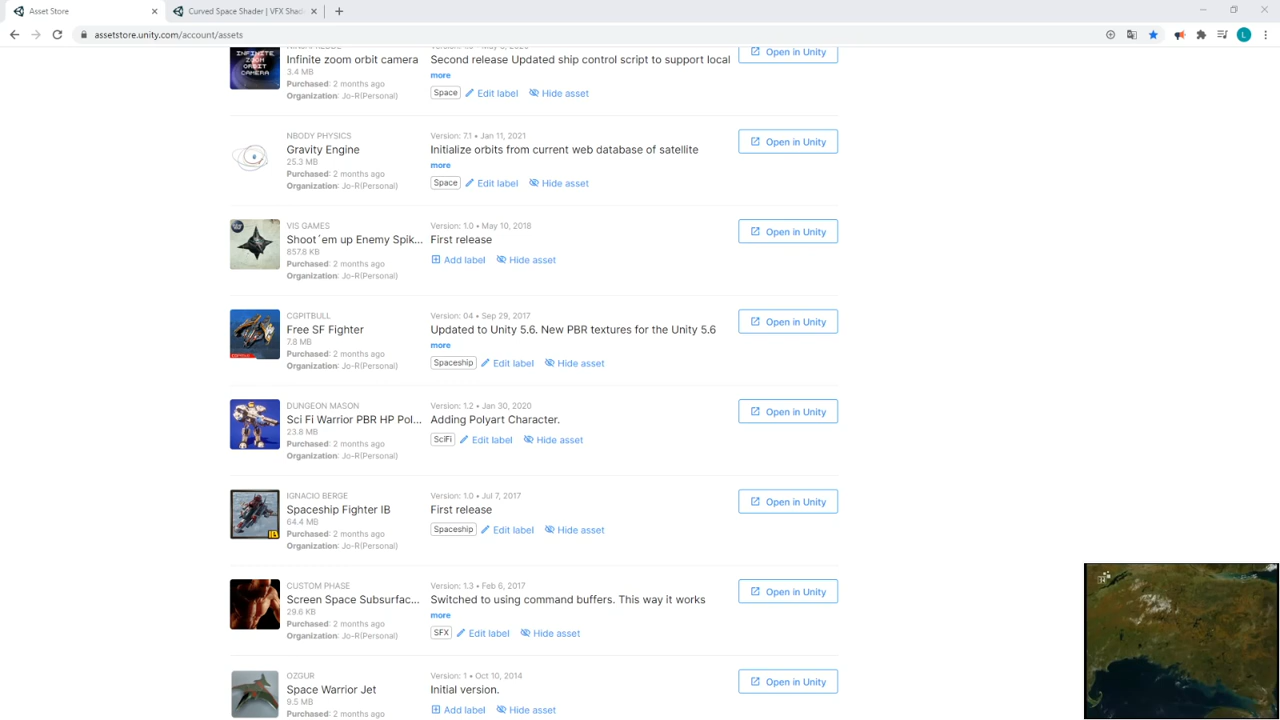 Asset Store
Curved Space Shader | VFX Shade
assetstore.unity.com/account/assets
L
INFINITE
ZOOM
ORBIT
CAMERA
Infinite zoom orbit camera
3.4 MB
Purchased: 2 months ago
Organization: Jo-R(Personal)
Second release Updated ship control script to support local
more
Space
Edit label
Hide asset
Open in Unity
NBODY PHYSICS
Gravity Engine
25.3 MB
Purchased: 2 months ago
Organization: Jo-R(Personal)
Version: 7.1 • Jan 11, 2021
Initialize orbits from current web database of satellite
more
Space
Edit label
Hide asset
Open in Unity
VIS GAMES
Shoot´em up Enemy Spik...
857.8 KB
Purchased: 2 months ago
Organization: Jo-R(Personal)
Version: 1.0 • May 10, 2018
First release
Add label
Hide asset
Open in Unity
CGPITBULL
Free SF Fighter
7.8 MB
Purchased: 2 months ago
Organization: Jo-R(Personal)
Version: 04 • Sep 29, 2017
Updated to Unity 5.6. New PBR textures for the Unity 5.6
more
Spaceship
Edit label
Hide asset
Open in Unity
DUNGEON MASON
Sci Fi Warrior PBR HP Pol...
23.8 MB
Purchased: 2 months ago
Organization: Jo-R(Personal)
Version: 1.2 • Jan 30, 2020
Adding Polyart Character.
SciFi
Edit label
Hide asset
Open in Unity
IGNACIO BERGE
Spaceship Fighter IB
64.4 MB
Purchased: 2 months ago
Organization: Jo-R(Personal)
Version: 1.0 • Jul 7, 2017
First release
Spaceship
Edit label
Hide asset
Open in Unity
CUSTOM PHASE
Screen Space Subsurfac...
29.6 KB
Purchased: 2 months ago
Organization: Jo-R(Personal)
Version: 1.3 • Feb 6, 2017
Switched to using command buffers. This way it works
more
SFX
Edit label
Hide asset
Open in Unity
OZGUR
Space Warrior Jet
9.5 MB
Purchased: 2 months ago
Version: 1 • Oct 10, 2014
Initial version.
Add label
Hide asset
Open in Unity